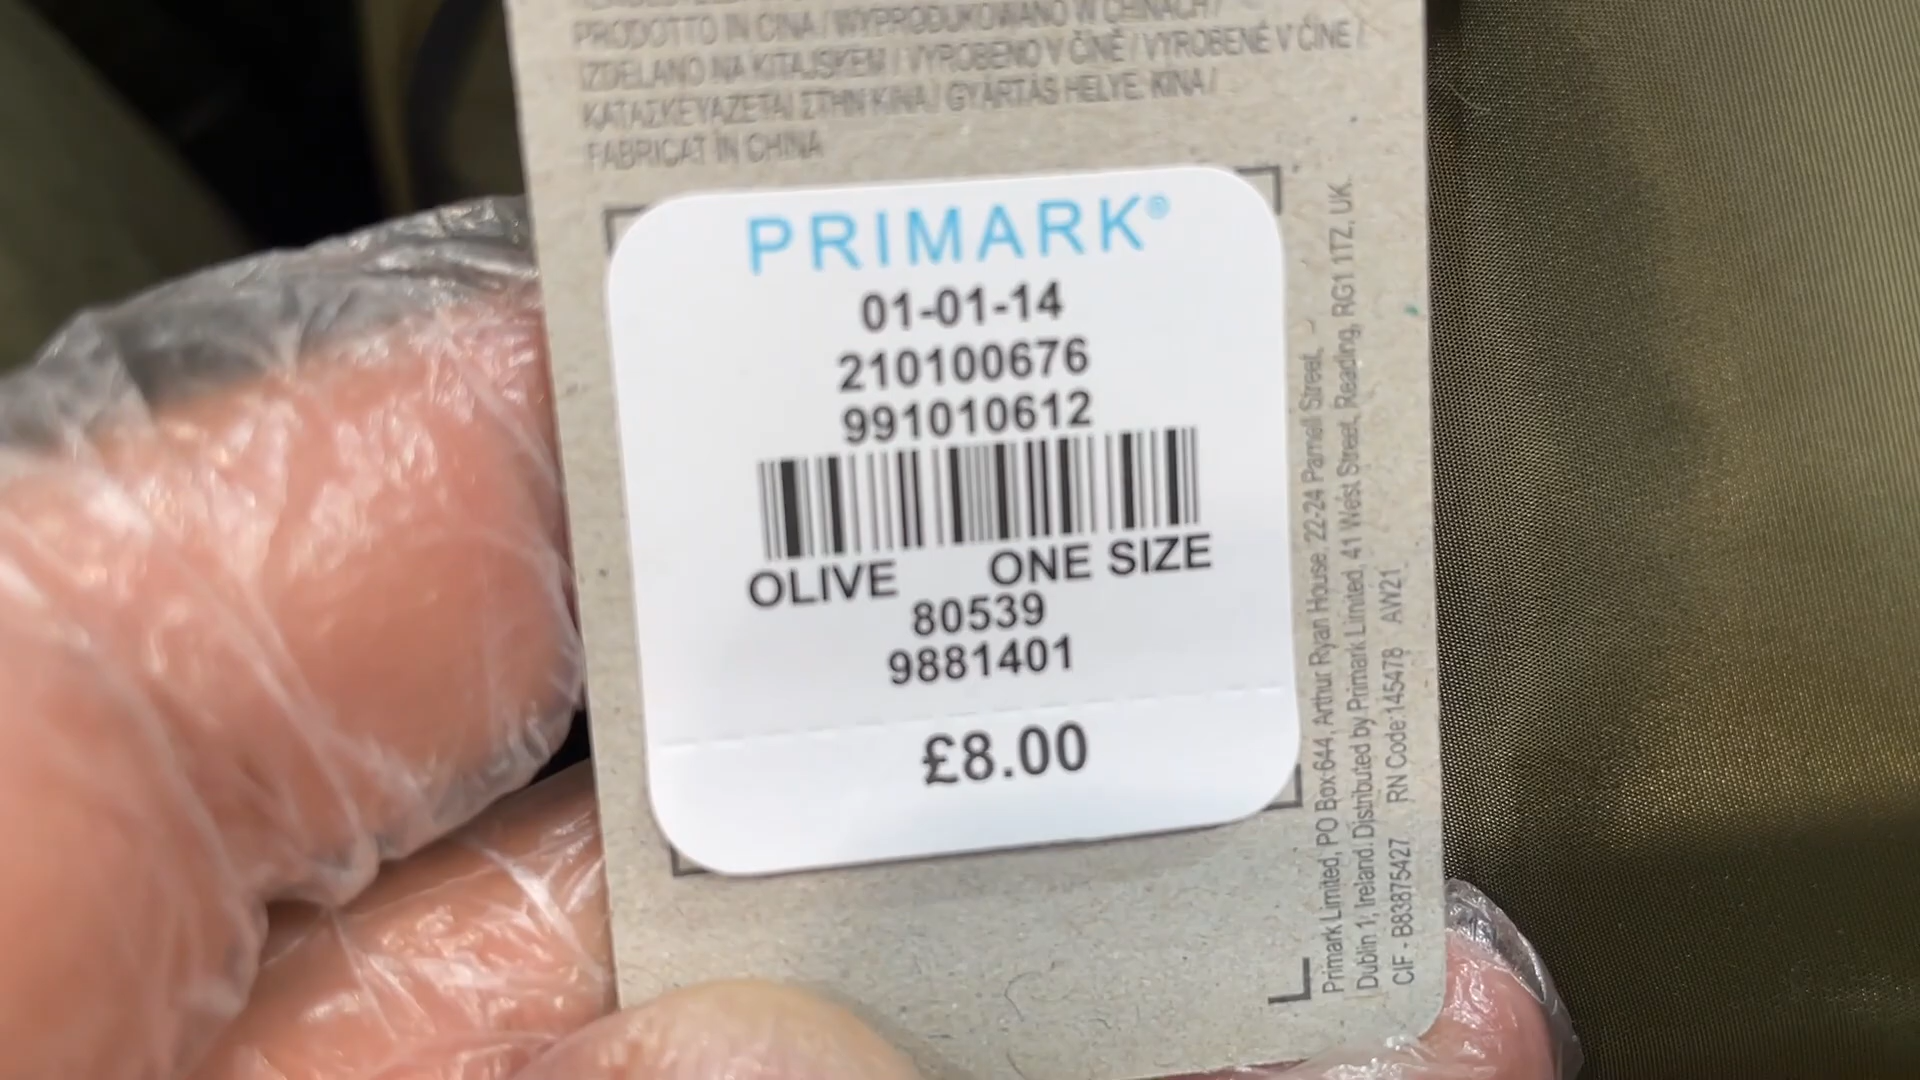 PRODOTTO IN CINA / WYPRODUKOWANO W CHINACH /
IZDELANO NA KITAJSKEM / VYROBENO V ČÍNĚ / VYROBENÉ V ČÍNE /
ΚΑΤΑΣΚΕΥΑΖΕΤΑΙ ΣΤΗΝ ΚΙΝΑ / GYÁRTÁS HELYE: KÍNA /
FABRICAT ÎN CHINA
PRIMARK®
01-01-14
210100676
991010612
OLIVE ONE SIZE
80539
9881401
£8.00
Primark Limited, PO Box 644, Arthur Ryan House, 22-24 Parnell Street,
Dublin 1, Ireland. Distributed by Primark Limited, 41 West Street, Reading, RG1 1TZ, UK.
CIF - B83875427 RN Code:145478 AW21